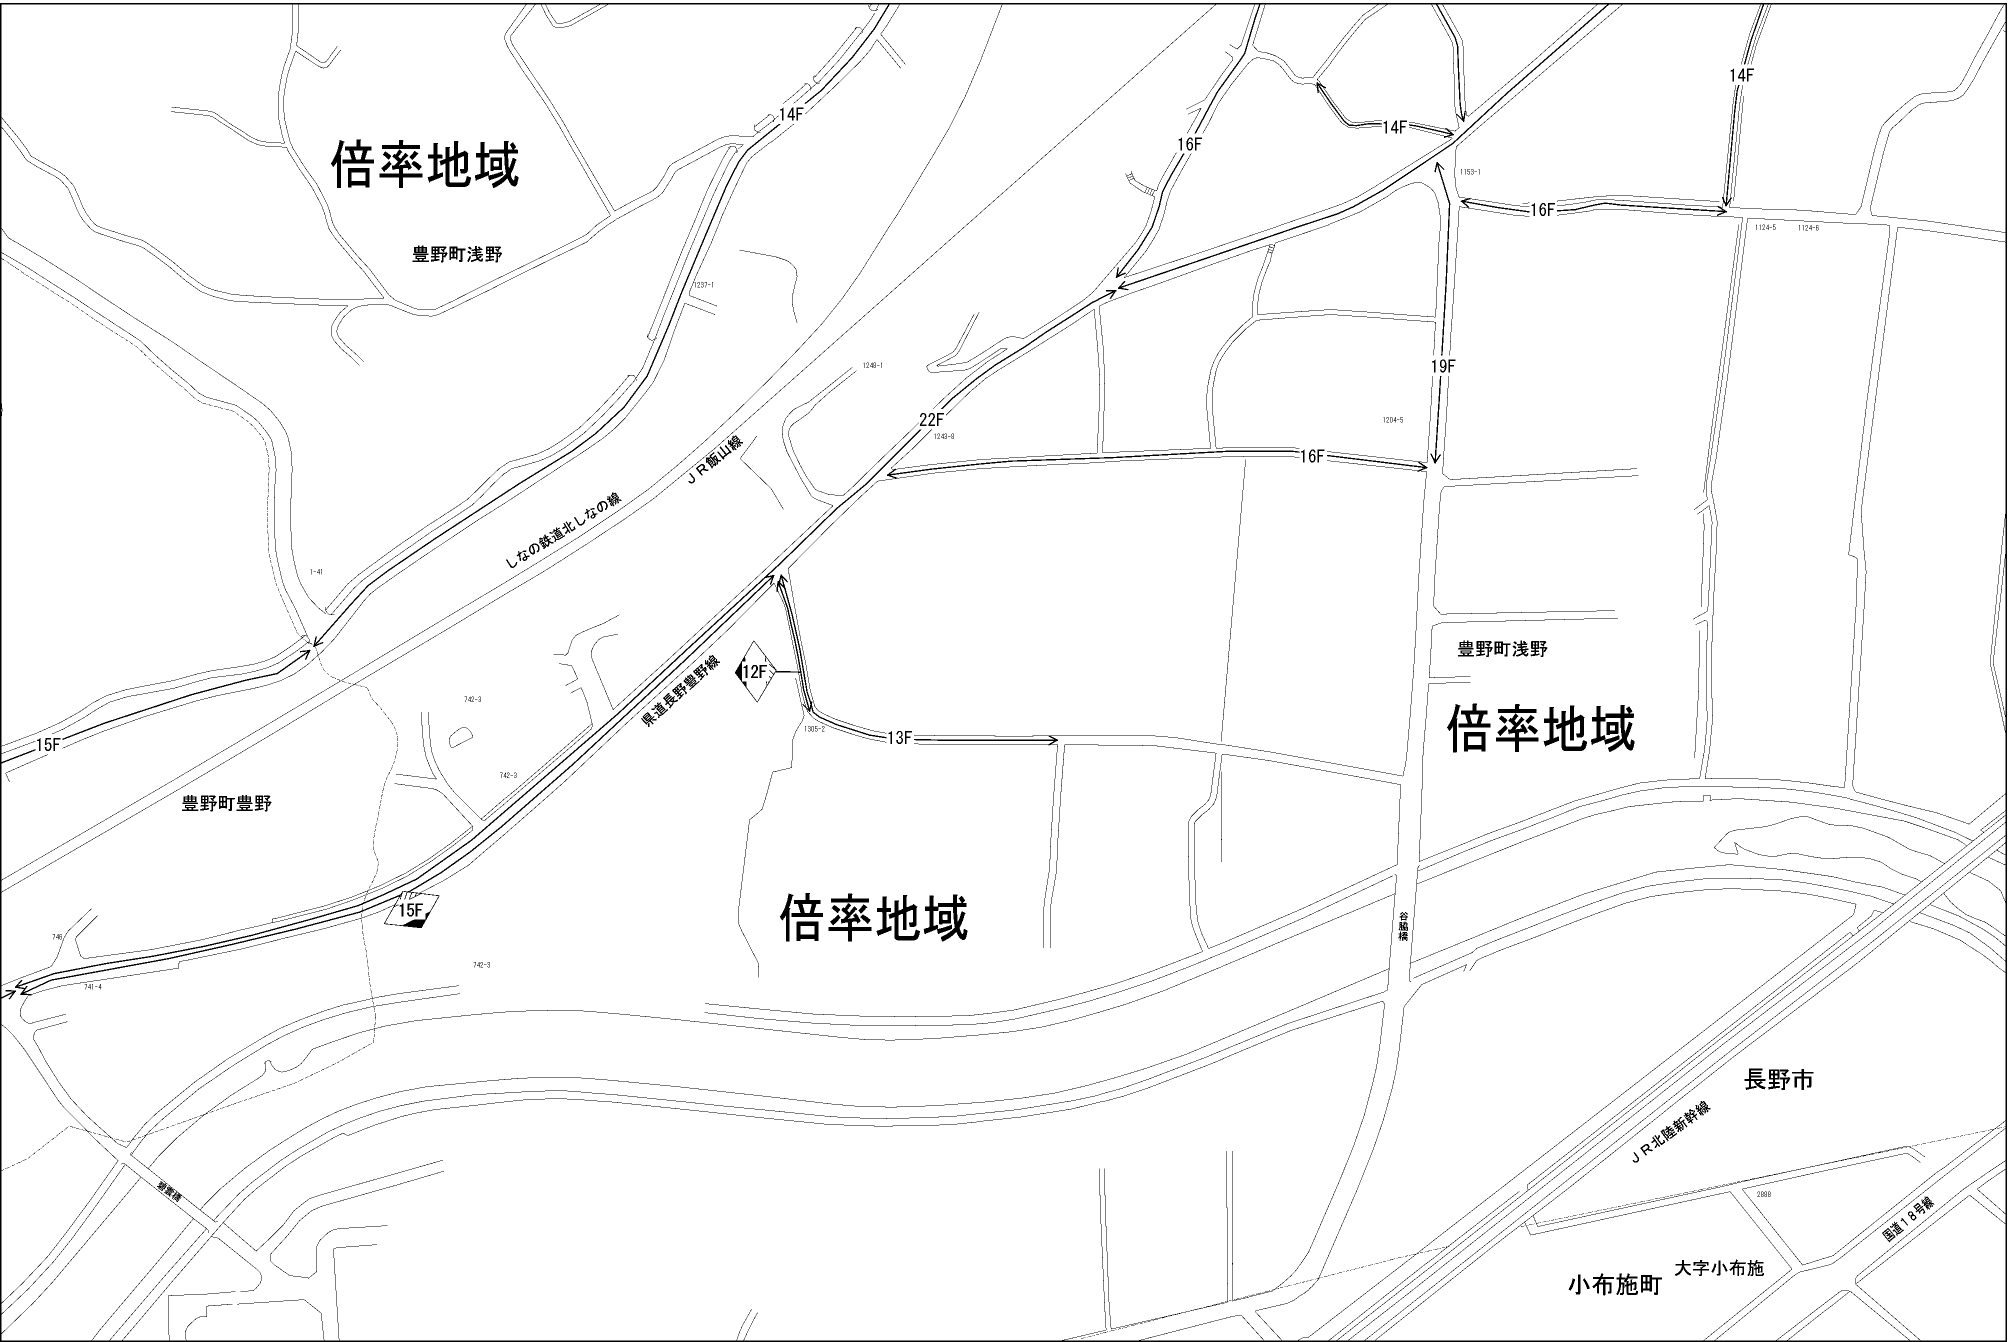 14F
14F
16F
14F
倍率地域
1153-1
16F
1124-5
1124-6
豊野町浅野
1237-1
1248-1
19F
22F
1243-8
1204-5
16F
JR飯山線
しなの鉄道北しなの線
1-41
豊野町浅野
12F
県道長野豊野線
742-3
1305-2
倍率地域
13F
15F
742-3
豊野町豊野
15F
倍率地域
谷脇橋
742-3
741-4
長野市
JR北陸新幹線
2888
国道18号線
大字小布施
小布施町